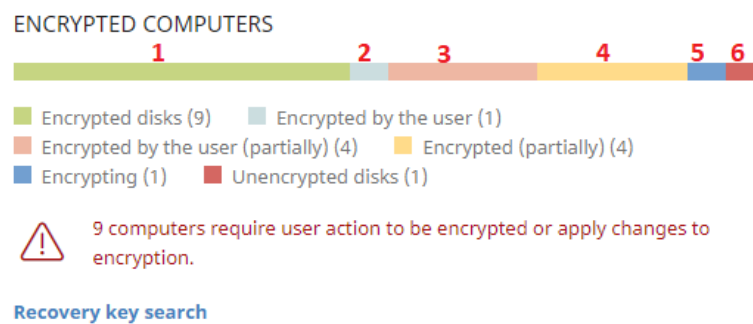 ENCRYPTED COMPUTERS
1 2 3 4 5 6
Encrypted disks (9) Encrypted by the user (1)
Encrypted by the user (partially) (4) Encrypted (partially) (4)
Encrypting (1) Unencrypted disks (1)
9 computers require user action to be encrypted or apply changes to
encryption.
Recovery key search